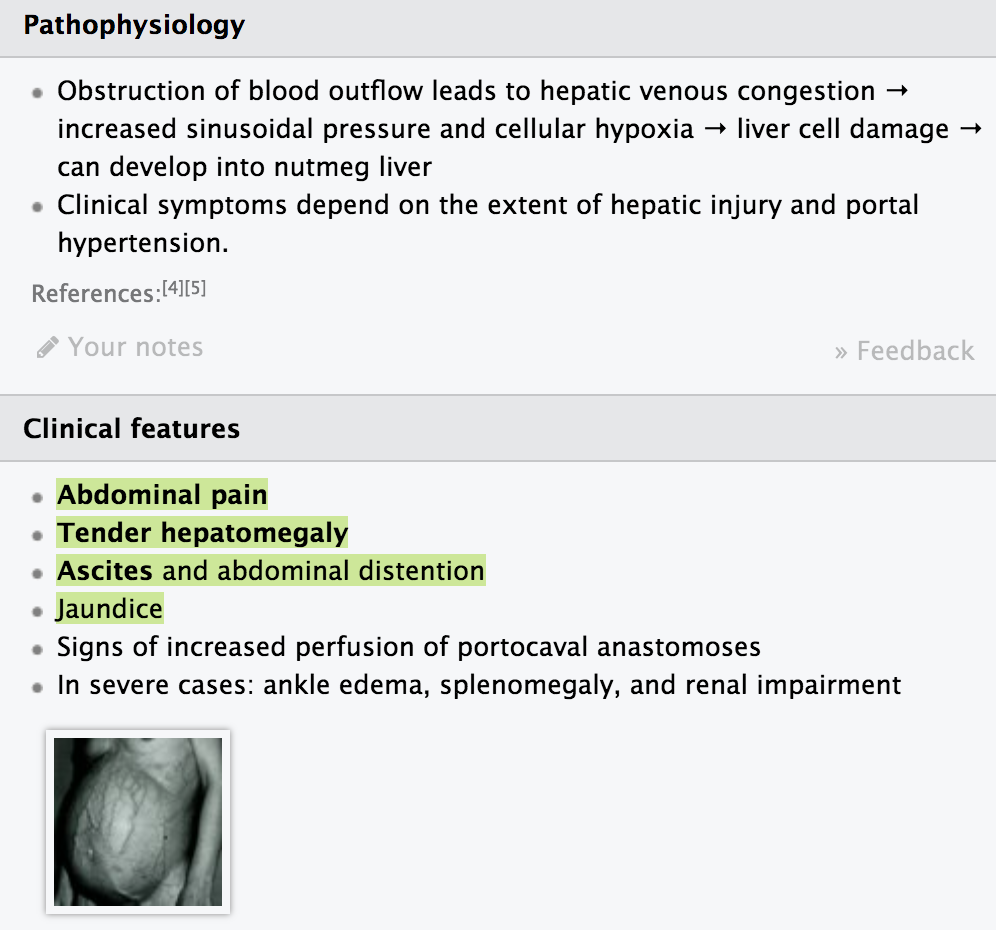 Pathophysiology
Obstruction of blood outflow leads to hepatic venous congestion →
increased sinusoidal pressure and cellular hypoxia → liver cell damage →
can develop into nutmeg liver
Clinical symptoms depend on the extent of hepatic injury and portal
hypertension.
References:[4][5]
Your notes
» Feedback
Clinical features
Abdominal pain
Tender hepatomegaly
Ascites and abdominal distention
Jaundice
Signs of increased perfusion of portocaval anastomoses
In severe cases: ankle edema, splenomegaly, and renal impairment